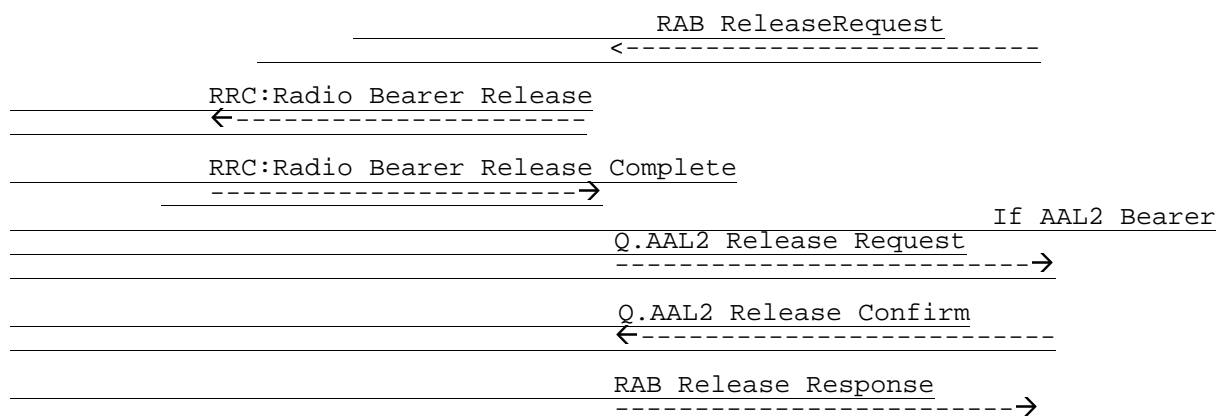 RAB ReleaseRequest
<--------------------------
RRC:Radio Bearer Release
←----------------------
RRC:Radio Bearer Release Complete
-----------------------→
If AAL2 Bearer
Q.AAL2 Release Request
--------------------------→
Q.AAL2 Release Confirm
←--------------------------
RAB Release Response
-------------------------→